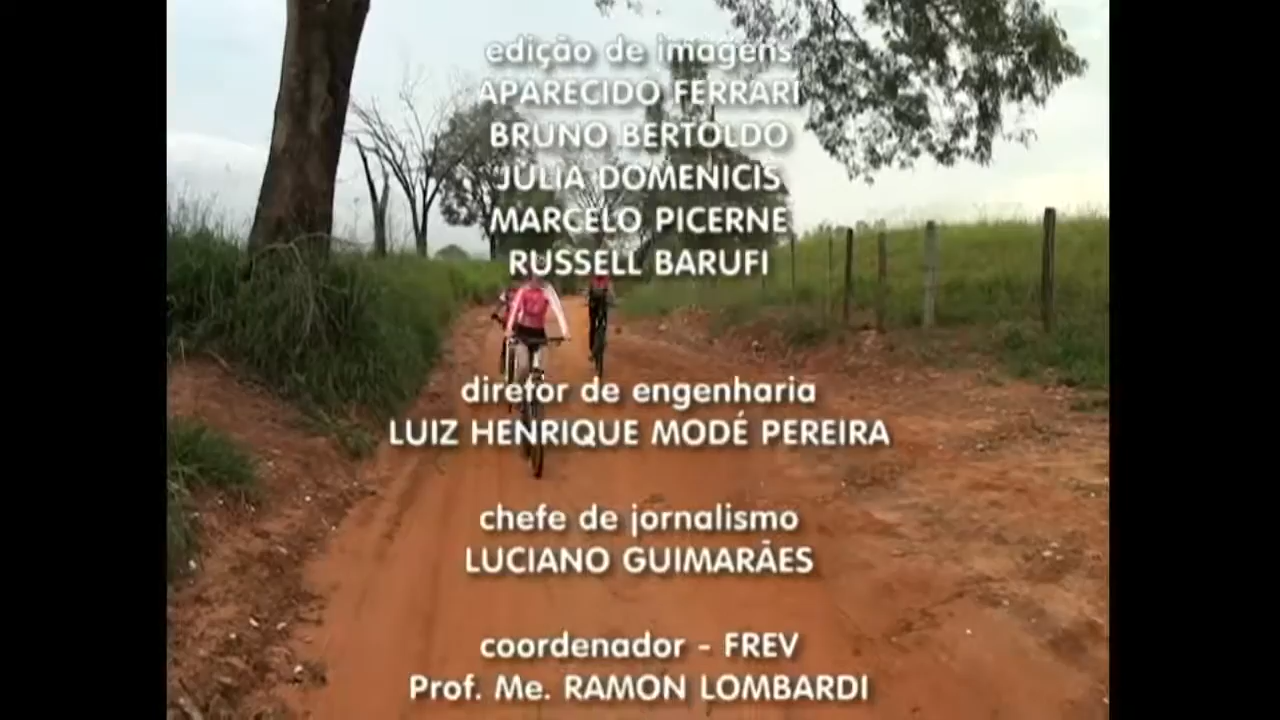 edição de imagens
APARECIDO FERRARI
BRUNO BERTOLDO
JÚLIA DOMENICIS
MARCELO PICERNE
RUSSELL BARUFI
diretor de engenharia
LUIZ HENRIQUE MODÉ PEREIRA
chefe de jornalismo
LUCIANO GUIMARÃES
coordenador - FREV
Prof. Me. RAMON LOMBARDI